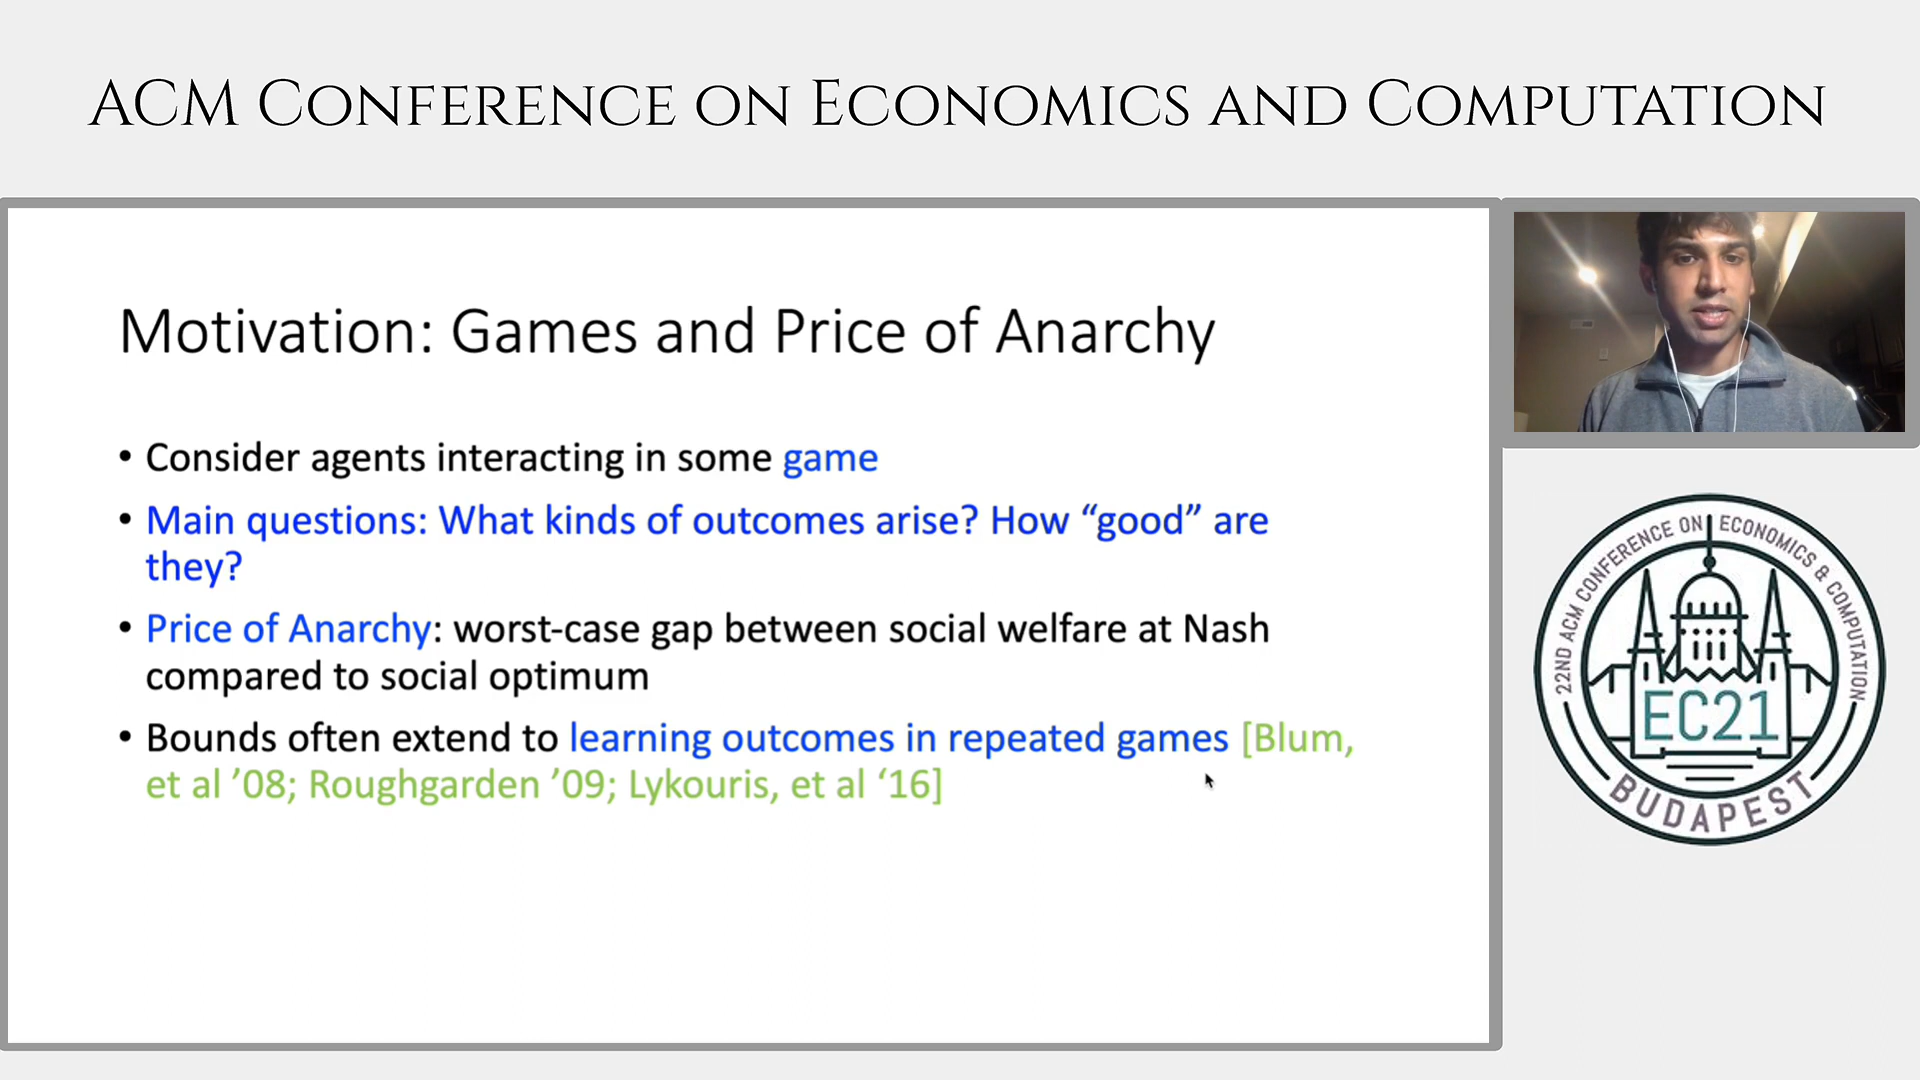 ACM Conference on Economics and Computation
Motivation: Games and Price of Anarchy
• Consider agents interacting in some game
• Main questions: What kinds of outcomes arise? How “good” are
they?
• Price of Anarchy: worst-case gap between social welfare at Nash
compared to social optimum
• Bounds often extend to learning outcomes in repeated games [Blum,
et al ’08; Roughgarden ’09; Lykouris, et al ‘16]
22ND ACM CONFERENCE ON ECONOMICS & COMPUTATION
EC21
BUDAPEST